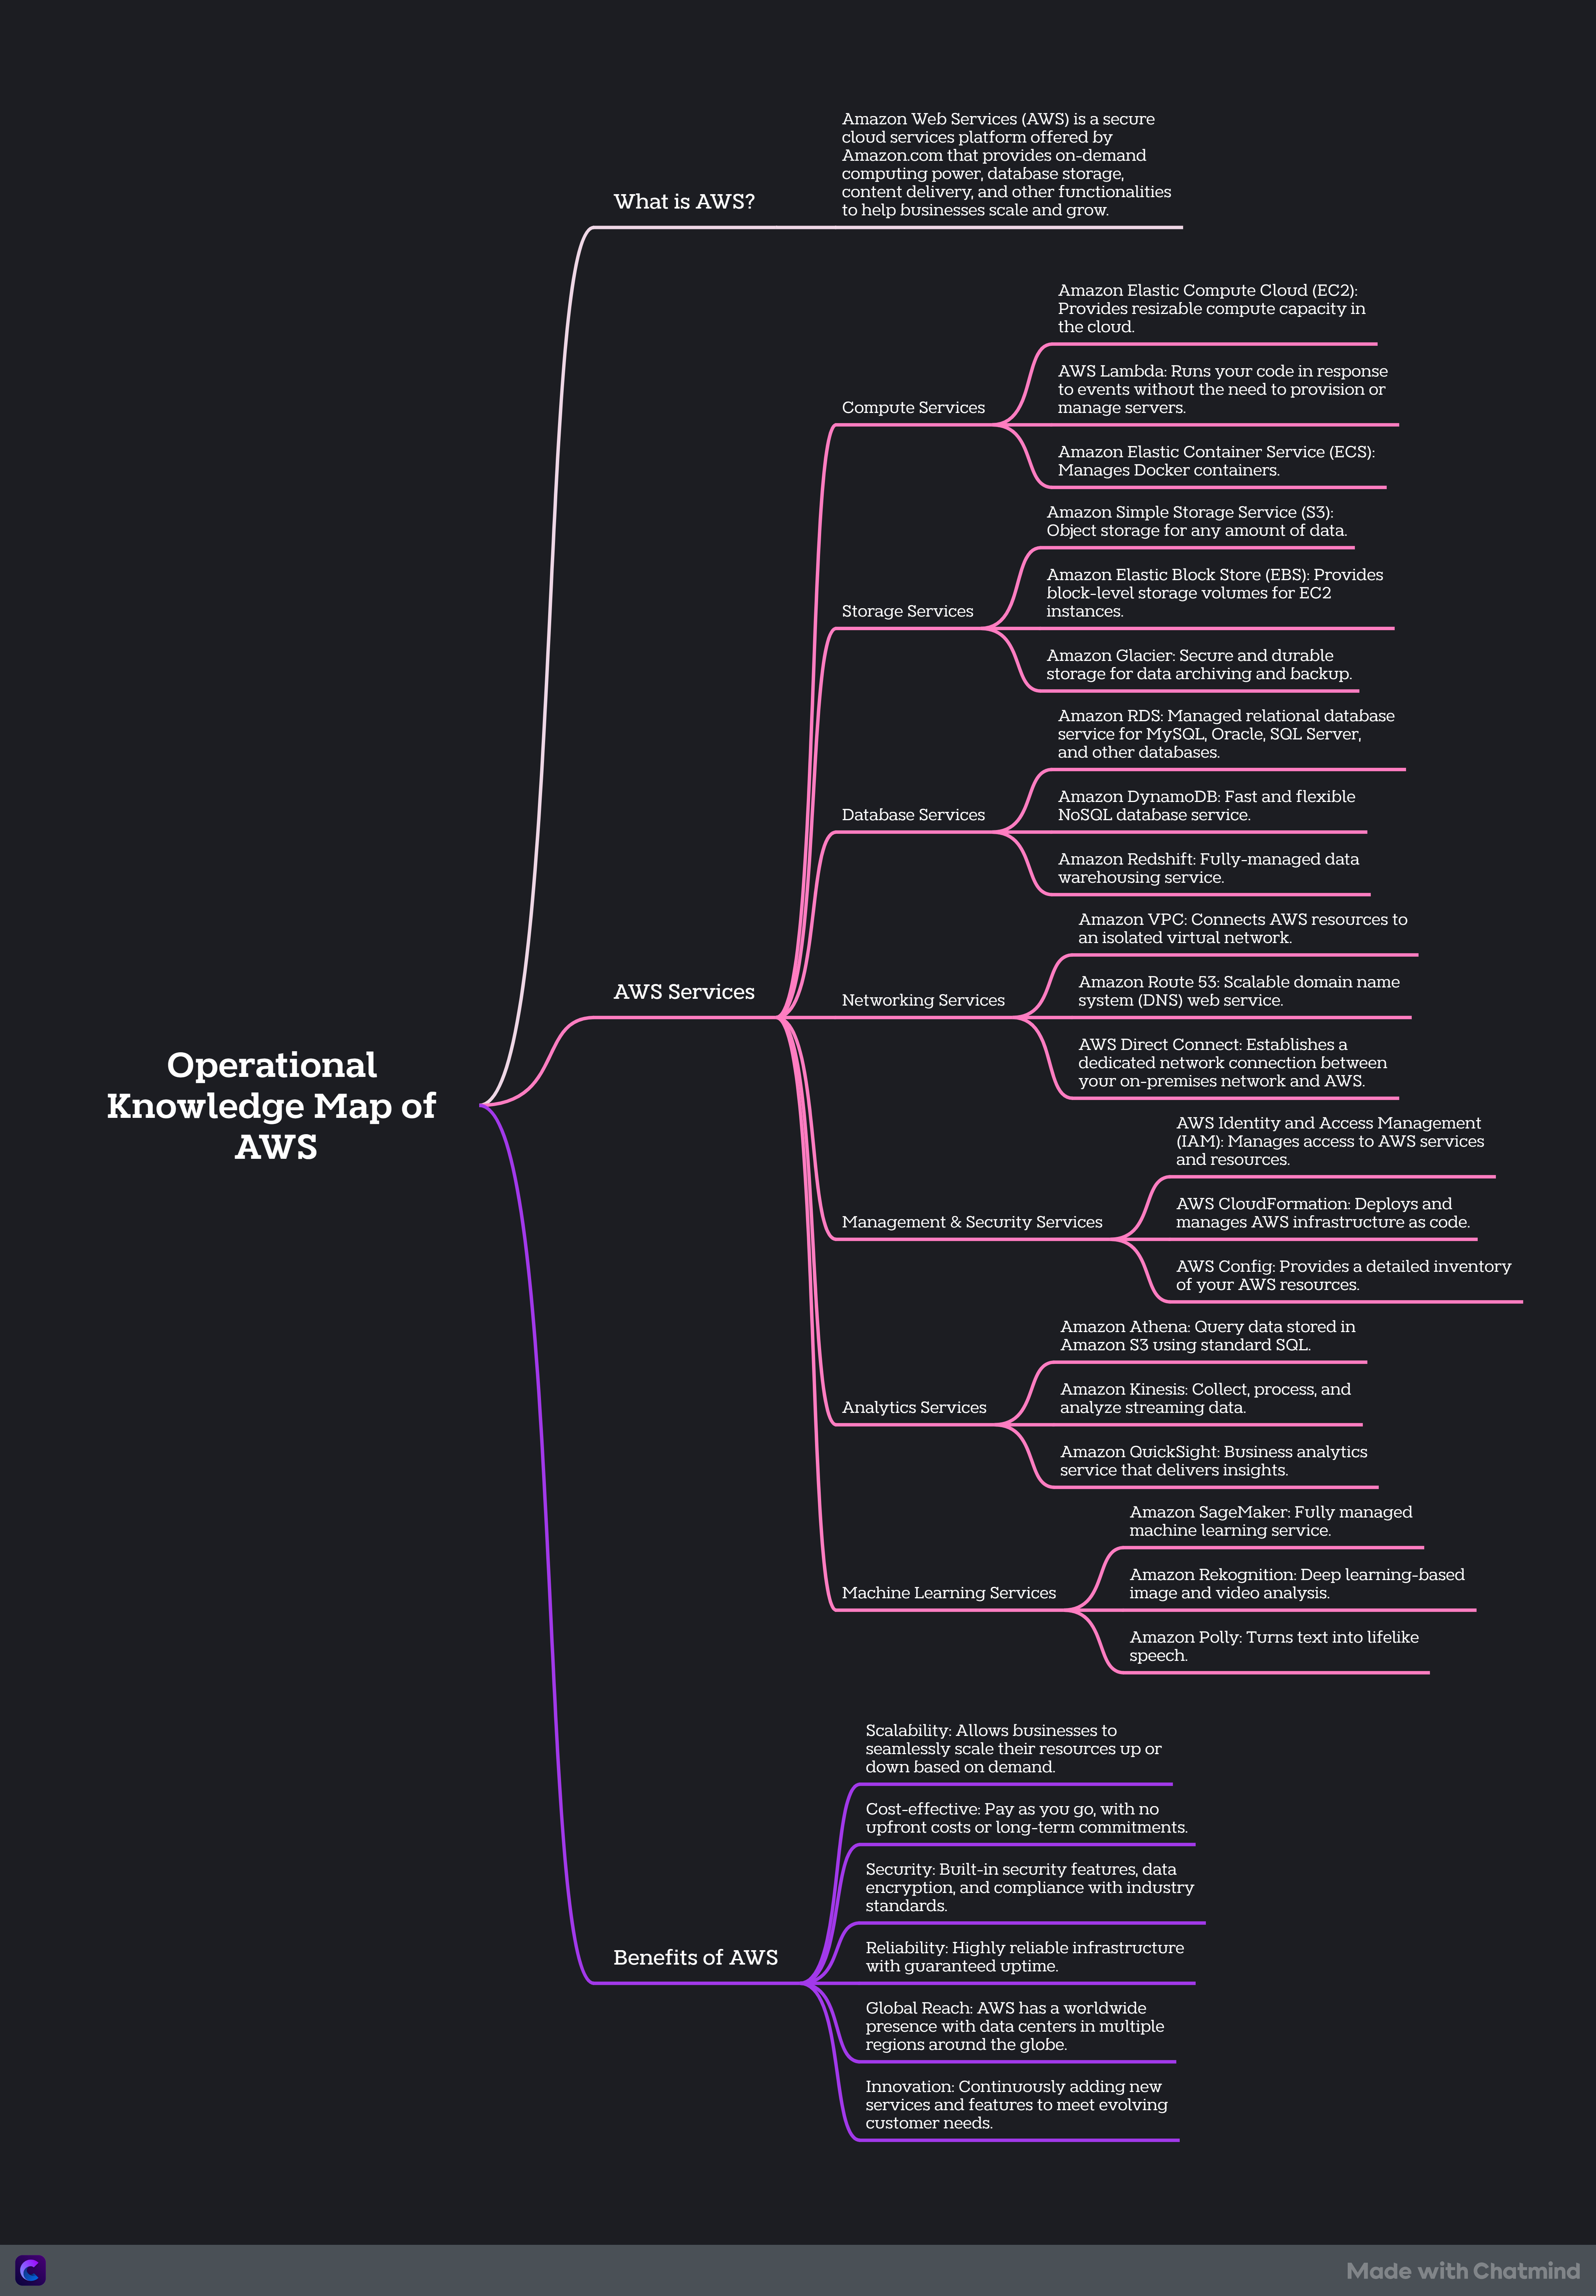 Operational
Knowledge Map of
AWS
What is AWS?
Amazon Web Services (AWS) is a secure
cloud services platform offered by
Amazon.com that provides on-demand
computing power, database storage,
content delivery, and other functionalities
to help businesses scale and grow.
AWS Services
Compute Services
Amazon Elastic Compute Cloud (EC2):
Provides resizable compute capacity in
the cloud.
AWS Lambda: Runs your code in response
to events without the need to provision or
manage servers.
Amazon Elastic Container Service (ECS):
Manages Docker containers.
Storage Services
Amazon Simple Storage Service (S3):
Object storage for any amount of data.
Amazon Elastic Block Store (EBS): Provides
block-level storage volumes for EC2
instances.
Amazon Glacier: Secure and durable
storage for data archiving and backup.
Database Services
Amazon RDS: Managed relational database
service for MySQL, Oracle, SQL Server,
and other databases.
Amazon DynamoDB: Fast and flexible
NoSQL database service.
Amazon Redshift: Fully-managed data
warehousing service.
Networking Services
Amazon VPC: Connects AWS resources to
an isolated virtual network.
Amazon Route 53: Scalable domain name
system (DNS) web service.
AWS Direct Connect: Establishes a
dedicated network connection between
your on-premises network and AWS.
Management & Security Services
AWS Identity and Access Management
(IAM): Manages access to AWS services
and resources.
AWS CloudFormation: Deploys and
manages AWS infrastructure as code.
AWS Config: Provides a detailed inventory
of your AWS resources.
Analytics Services
Amazon Athena: Query data stored in
Amazon S3 using standard SQL.
Amazon Kinesis: Collect, process, and
analyze streaming data.
Amazon QuickSight: Business analytics
service that delivers insights.
Machine Learning Services
Amazon SageMaker: Fully managed
machine learning service.
Amazon Rekognition: Deep learning-based
image and video analysis.
Amazon Polly: Turns text into lifelike
speech.
Benefits of AWS
Scalability: Allows businesses to
seamlessly scale their resources up or
down based on demand.
Cost-effective: Pay as you go, with no
upfront costs or long-term commitments.
Security: Built-in security features, data
encryption, and compliance with industry
standards.
Reliability: Highly reliable infrastructure
with guaranteed uptime.
Global Reach: AWS has a worldwide
presence with data centers in multiple
regions around the globe.
Innovation: Continuously adding new
services and features to meet evolving
customer needs.
Made with Chatmind